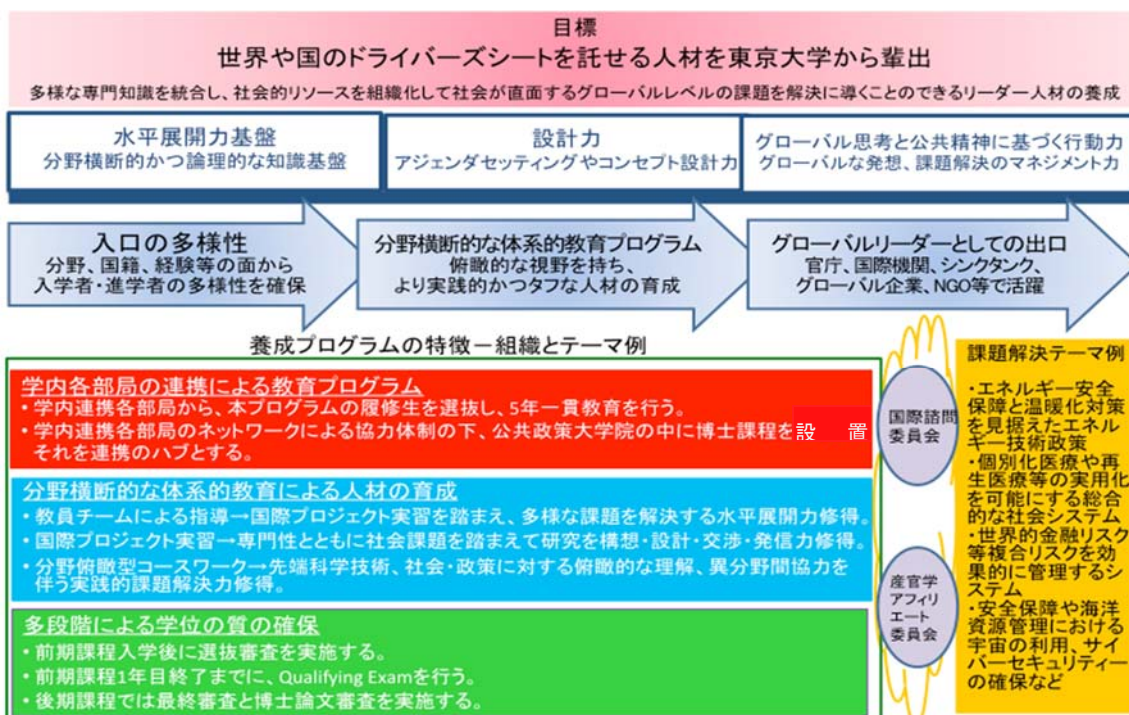 目標
世界や国のドライバーズシートを託せる人材を東京大学から輩出
多様な専門知識を統合し、社会的リソースを組織化して社会が直面するグローバルレベルの課題を解決に導くことのできるリーダー人材の養成
水平展開力基盤
分野横断的かつ論理的な知識基盤
設計力
アジェンダセッティングやコンセプト設計力
グローバル思考と公共精神に基づく行動力
グローバルな発想、課題解決のマネジメント力
入口の多様性
分野、国籍、経験等の面から
入学者・進学者の多様性を確保
分野横断的な体系的教育プログラム
俯瞰的な視野を持ち、
より実践的かつタフな人材の育成
グローバルリーダーとしての出口
官庁、国際機関、シンクタンク、
グローバル企業、NGO等で活躍
養成プログラムの特徴－組織とテーマ例
学内各部局の連携による教育プログラム
・学内連携各部局から、本プログラムの履修生を選抜し、5年一貫教育を行う。
・学内連携各部局のネットワークによる協力体制の下、公共政策大学院の中に博士課程を設 置
それを連携のハブとする。
分野横断的な体系的教育による人材の育成
・教員チームによる指導→国際プロジェクト実習を踏まえ、多様な課題を解決する水平展開力修得。
・国際プロジェクト実習→専門性とともに社会課題を踏まえて研究を構想・設計・交渉・発信力修得。
・分野俯瞰型コースワーク→先端科学技術、社会・政策に対する俯瞰的な理解、異分野間協力を
伴う実践的課題解決力修得。
多段階による学位の質の確保
・前期課程入学後に選抜審査を実施する。
・前期課程1年目終了までに、Qualifying Examを行う。
・後期課程では最終審査と博士論文審査を実施する。
国際諮問
委員会
産官学
アフィリ
エート
委員会
課題解決テーマ例
・エネルギー安全
保障と温暖化対策
を見据えたエネル
ギー技術政策
・個別化医療や再
生医療等の実用化
を可能にする総合
的な社会システム
・世界的金融リスク
等複合リスクを効
果的に管理するシ
ステム
・安全保障や海洋
資源管理における
宇宙の利用、サイ
バーセキュリティー
の確保など